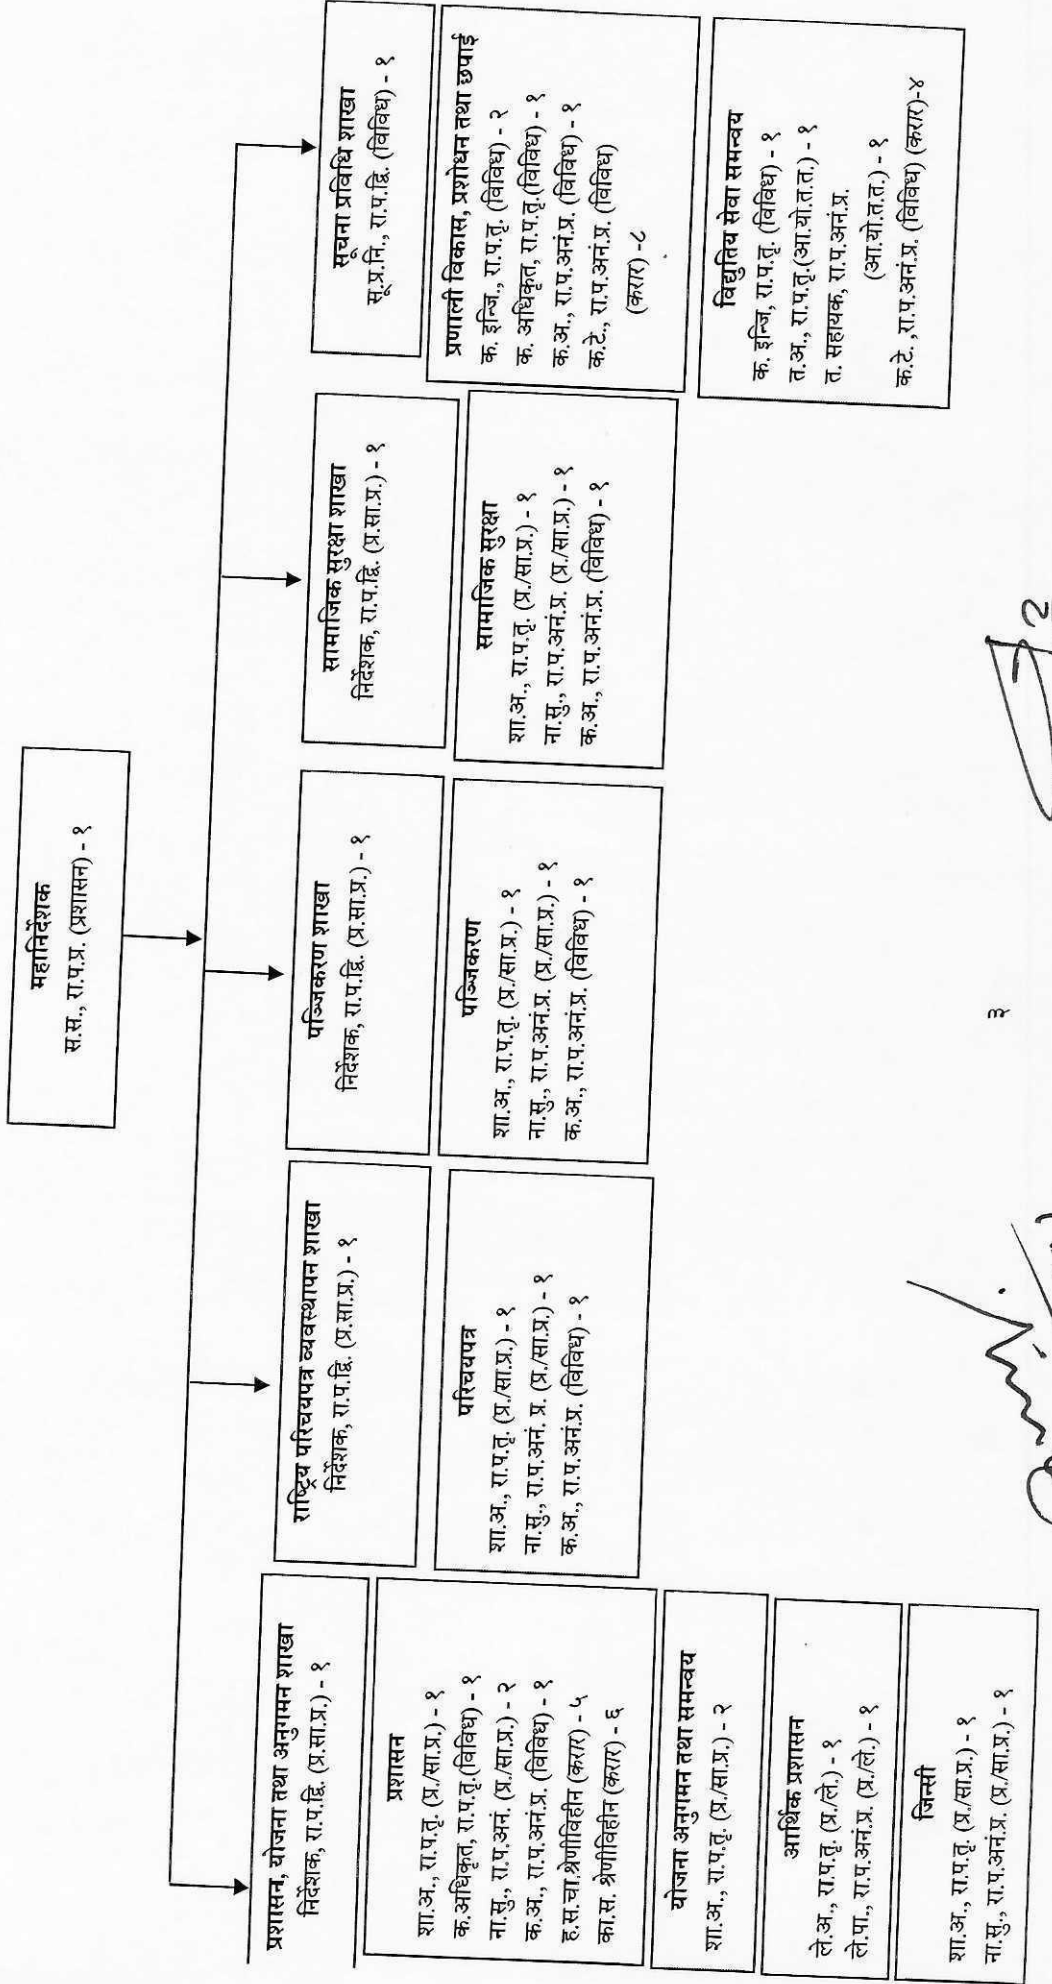 महानिर्देशक
स.स., रा.प.प्र. (प्रशासन) - १
प्रशासन, योजना तथा अनुगमन शाखा
निर्देशक, रा.प.द्वि. (प्र.सा.प्र.) - १
प्रशासन
शा.अ., रा.प.तृ. (प्र./सा.प्र.) - १
क.अधिकृत, रा.प.तृ.(विविध) - १
ना.सु., रा.प.अनं. (प्र./सा.प्र.) - २
क.अ., रा.प.अनं.प्र. (विविध) - १
ह.स.चा.श्रेणीविहीन (करार) - ५
का.स. श्रेणीविहीन (करार) - ६
योजना अनुगमन तथा समन्वय
शा.अ., रा.प.तृ. (प्र./सा.प्र.) - २
आर्थिक प्रशासन
ले.अ., रा.प.तृ. (प्र./ले.) - १
ले.पा., रा.प.अनं.प्र. (प्र./ले.) - १
जिन्सी
शा.अ., रा.प.तृ. (प्र./सा.प्र.) - १
ना.सु., रा.प.अनं.प्र. (प्र./सा.प्र.) - १
राष्ट्रिय परिचयपत्र व्यवस्थापन शाखा
निर्देशक, रा.प.द्वि. (प्र.सा.प्र.) - १
परिचयपत्र
शा.अ., रा.प.तृ. (प्र./सा.प्र.) - १
ना.सु., रा.प.अनं. प्र. (प्र./सा.प्र.) - १
क.अ., रा.प.अनं.प्र. (विविध) - १
पञ्जिकरण शाखा
निर्देशक, रा.प.द्वि. (प्र.सा.प्र.) - १
पञ्जिकरण
शा.अ., रा.प.तृ. (प्र./सा.प्र.) - १
ना.सु., रा.प.अनं.प्र. (प्र./सा.प्र.) - १
क.अ., रा.प.अनं.प्र. (विविध) - १
सामाजिक सुरक्षा शाखा
निर्देशक, रा.प.द्वि. (प्र.सा.प्र.) - १
सामाजिक सुरक्षा
शा.अ., रा.प.तृ. (प्र./सा.प्र.) - १
ना.सु., रा.प.अनं.प्र. (प्र./सा.प्र.) - १
क.अ., रा.प.अनं.प्र. (विविध) - १
सूचना प्रविधि शाखा
सू.प्र.नि., रा.प.द्वि. (विविध) - १
प्रणाली विकास, प्रशोधन तथा छपाई
क. इन्जि., रा.प.तृ. (विविध) - २
क. अधिकृत, रा.प.तृ.(विविध) - १
क.अ., रा.प.अनं.प्र. (विविध) - १
क.टे., रा.प.अनं.प्र. (विविध)
(करार) -८
विद्युतिय सेवा समन्वय
क. इन्जि, रा.प.तृ. (विविध) - १
त.अ., रा.प.तृ.(आ.यो.त.त.) - १
त. सहायक, रा.प.अनं.प्र.
(आ.यो.त.त.) - १
क.टे. ,रा.प.अनं.प्र. (विविध) (करार)-४
३